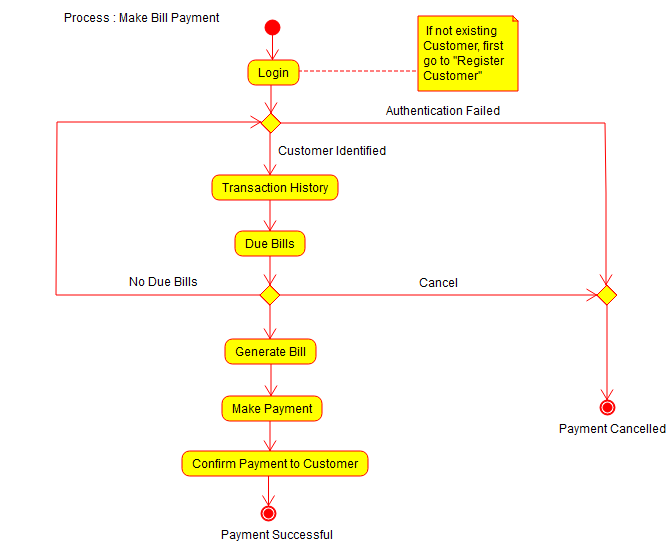 Process : Make Bill Payment
If not existing
Customer, first
go to "Register
Customer"
Login
Authentication Failed
Customer Identified
Transaction History
Due Bills
No Due Bills
Cancel
Generate Bill
Make Payment
Payment Cancelled
Confirm Payment to Customer
Payment Successful